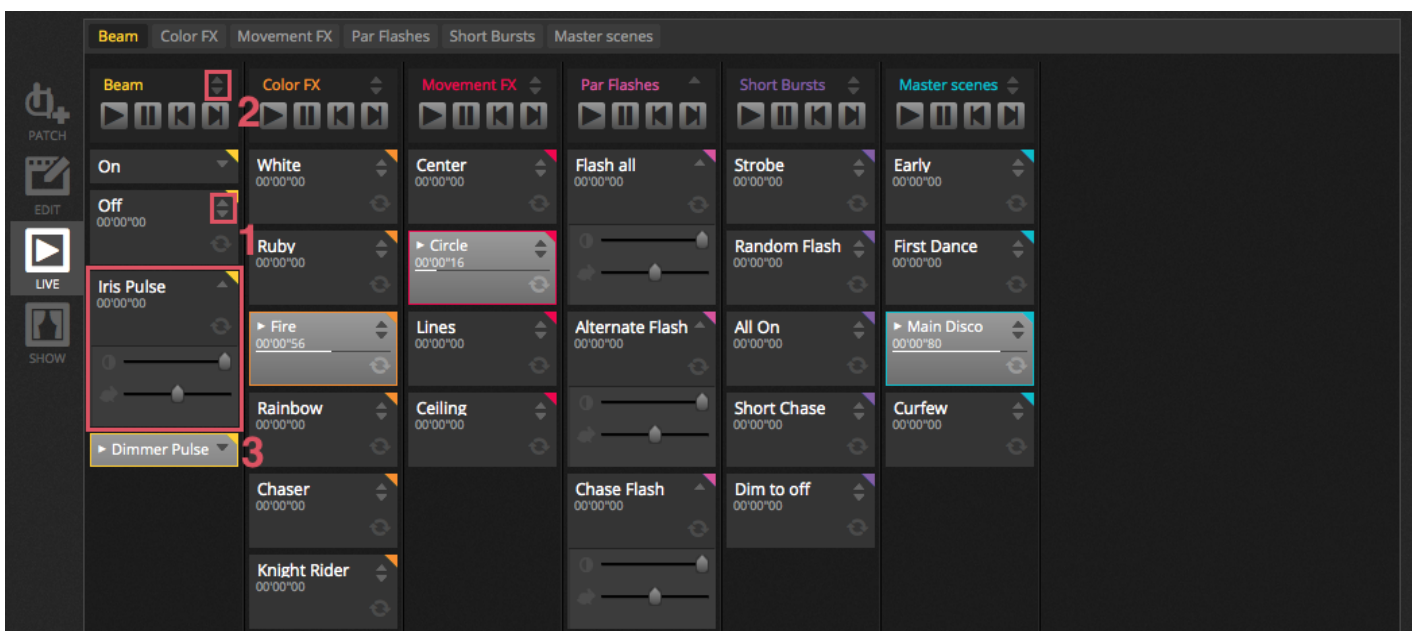 Beam Color FX Movement FX Par Flashes Short Bursts Master scenes
PATCH
EDIT
LIVE
SHOW
Beam
2
On
Off
00'00"00
1
Iris Pulse
00'00"00
Dimmer Pulse
3
Color FX
White
00'00"00
Ruby
00'00"00
Fire
00'00"56
Rainbow
00'00"00
Chaser
00'00"00
Knight Rider
00'00"00
Movement FX
Center
00'00"00
Circle
00'00"16
Lines
00'00"00
Ceiling
00'00"00
Par Flashes
Flash all
00'00"00
Alternate Flash
00'00"00
Chase Flash
00'00"00
Short Bursts
Strobe
00'00"00
Random Flash
00'00"00
All On
00'00"00
Short Chase
00'00"00
Dim to off
00'00"00
Master scenes
Early
00'00"00
First Dance
00'00"00
Main Disco
00'00"80
Curfew
00'00"00